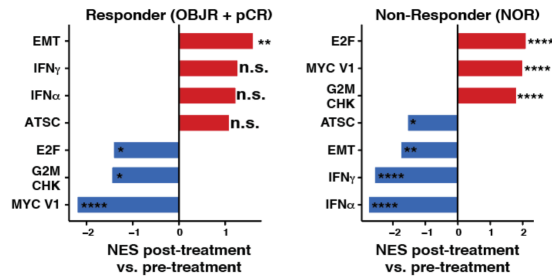 Responder (OBJR + pCR)
EMT
**
IFNγ
n.s.
IFNα
n.s.
ATSC
n.s.
E2F
*
G2M
CHK
*
MYC V1
****
−2
−1
0
1
NES post-treatment
vs. pre-treatment
Non-Responder (NOR)
E2F
****
MYC V1
****
G2M
CHK
****
ATSC
*
EMT
**
IFNγ
****
IFNα
****
−2
−1
0
1
2
NES post-treatment
vs. pre-treatment